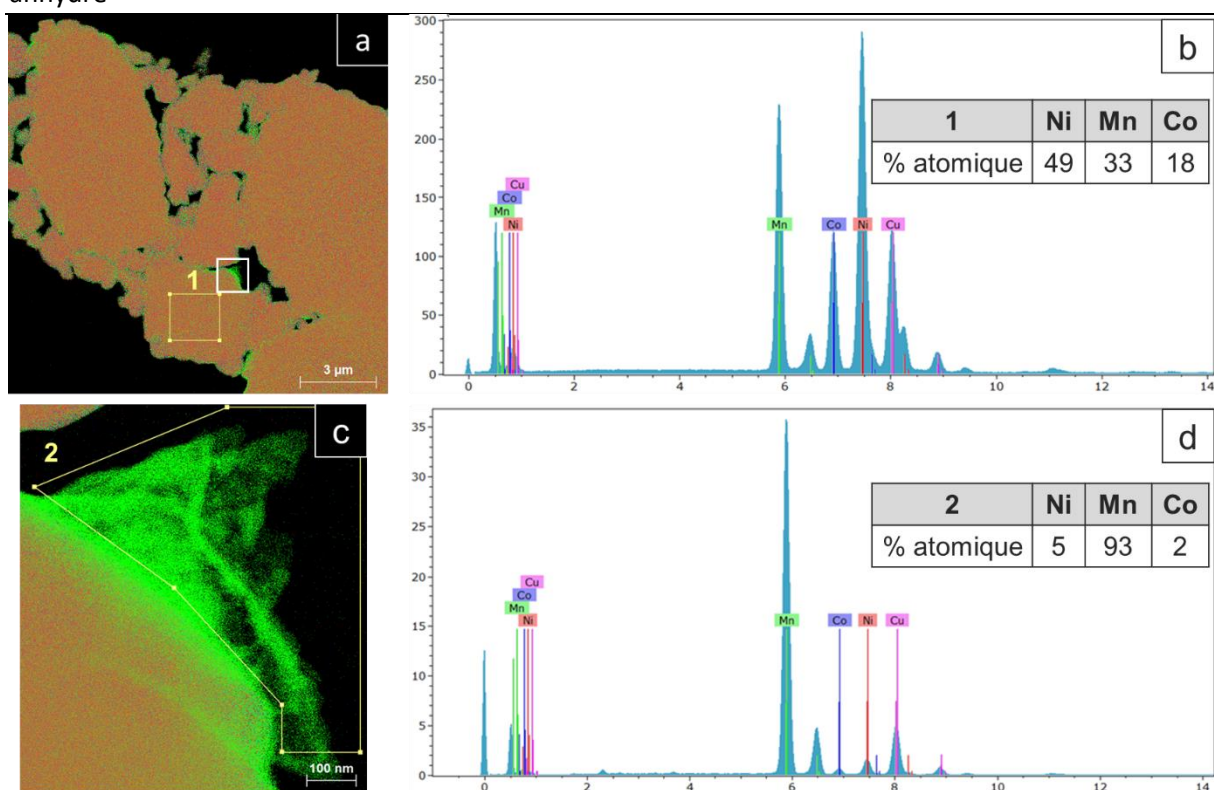 anhydre
a
1
3 µm
b
300
250
200
150
100
50
0
Cu
Co
Mn
Ni
Mn
Co
Ni
Cu
1 Ni Mn Co
% atomique 49 33 18
0 2 4 6 8 10 12 14
c
2
100 nm
d
35
30
25
20
15
10
5
0
Cu
Co
Mn
Ni
Mn
Co
Ni
Cu
2 Ni Mn Co
% atomique 5 93 2
0 2 4 6 8 10 12 14